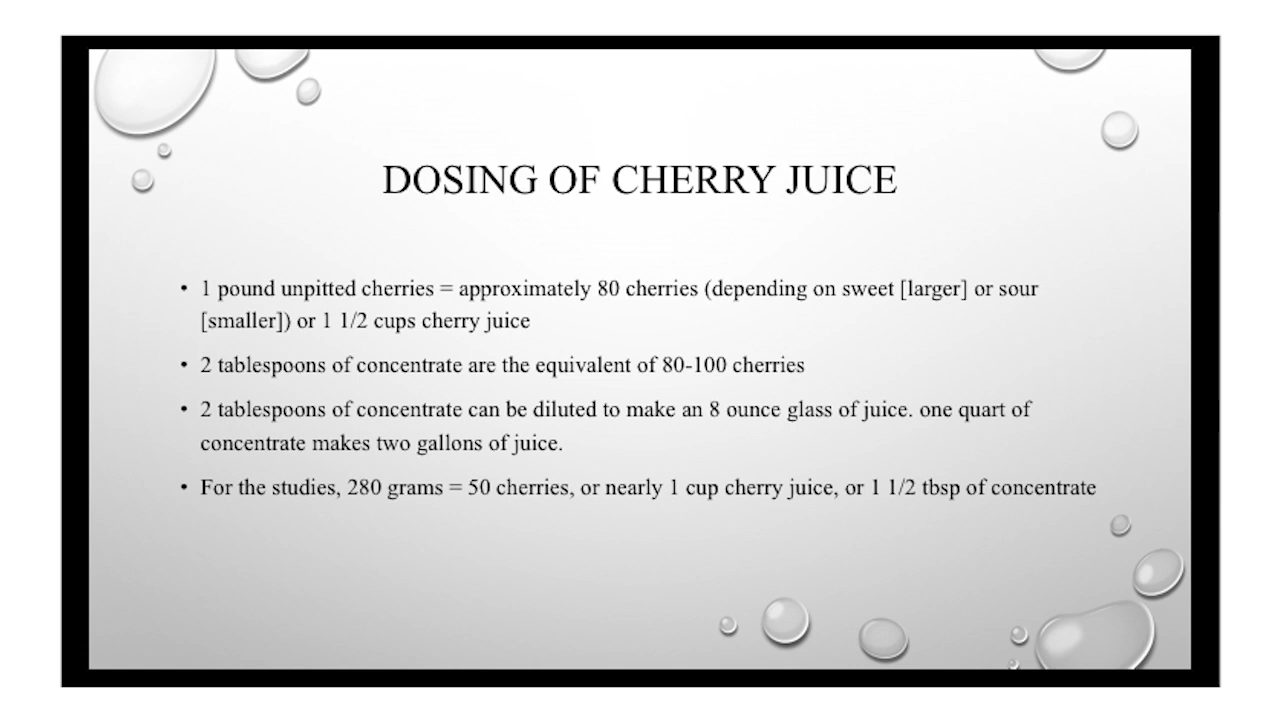 DOSING OF CHERRY JUICE
• 1 pound unpitted cherries = approximately 80 cherries (depending on sweet [larger] or sour
[smaller]) or 1 1/2 cups cherry juice
• 2 tablespoons of concentrate are the equivalent of 80-100 cherries
• 2 tablespoons of concentrate can be diluted to make an 8 ounce glass of juice. one quart of
concentrate makes two gallons of juice.
• For the studies, 280 grams = 50 cherries, or nearly 1 cup cherry juice, or 1 1/2 tbsp of concentrate